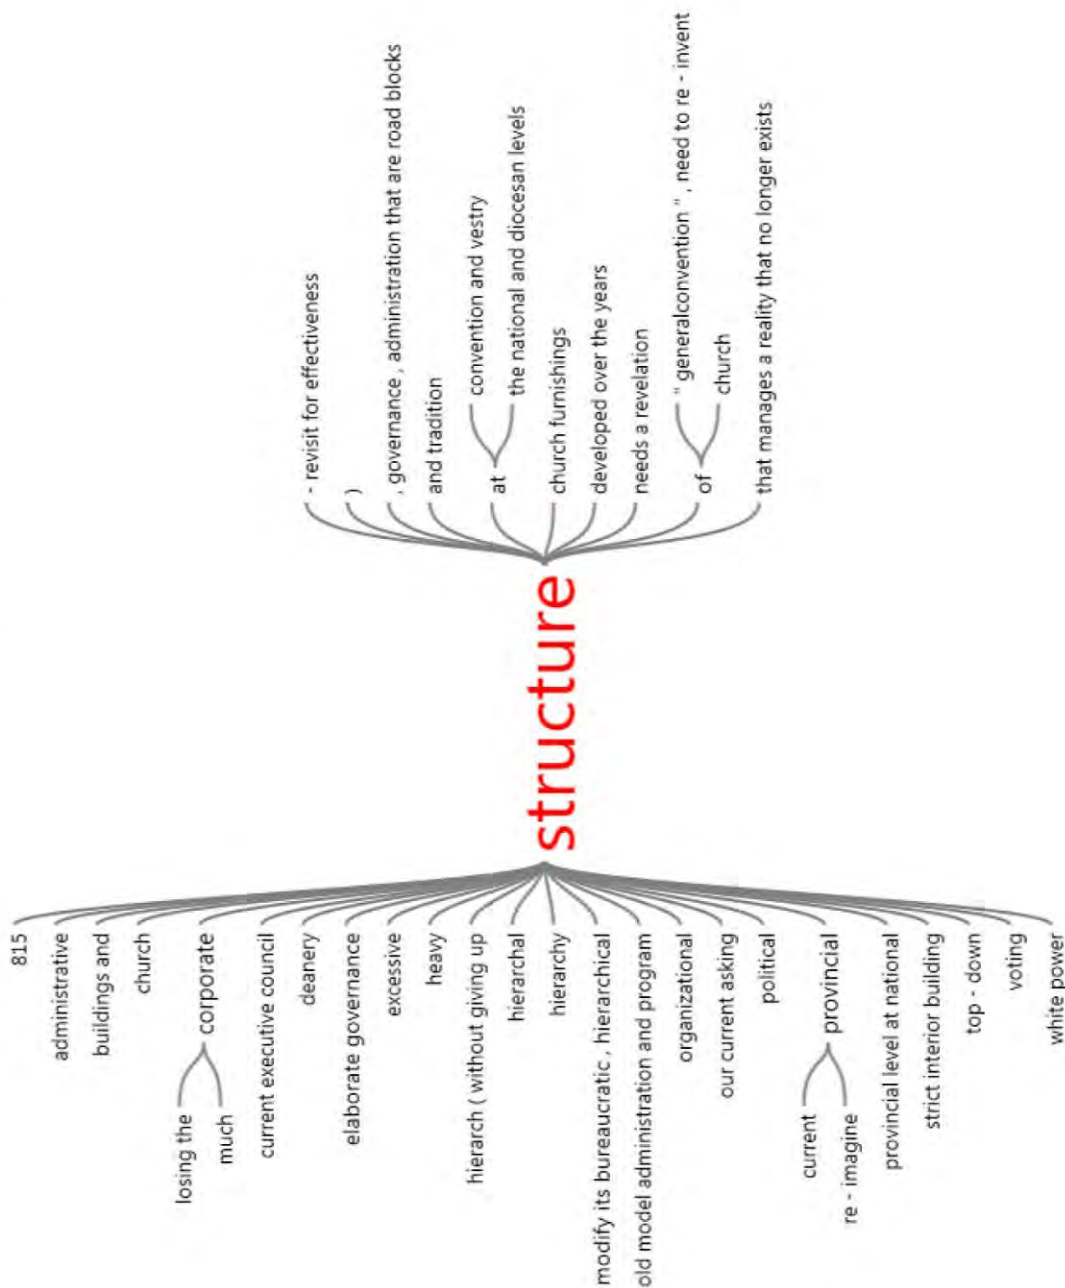 815
administrative
buildings and
church
losing the
much
corporate
current executive council
deanery
elaborate governance
excessive
heavy
hierarch ( without giving up
hierarchal
hierarchy
modify its bureaucratic , hierarchical
old model administration and program
organizational
our current asking
political
current
re - imagine
provincial
provincial level at national
strict interior building
top - down
voting
white power
structure
- revisit for effectiveness
)
, governance , administration that are road blocks
and tradition
at
convention and vestry
the national and diocesan levels
church furnishings
developed over the years
needs a revelation
of
" generalconvention " , need to re - invent
church
that manages a reality that no longer exists